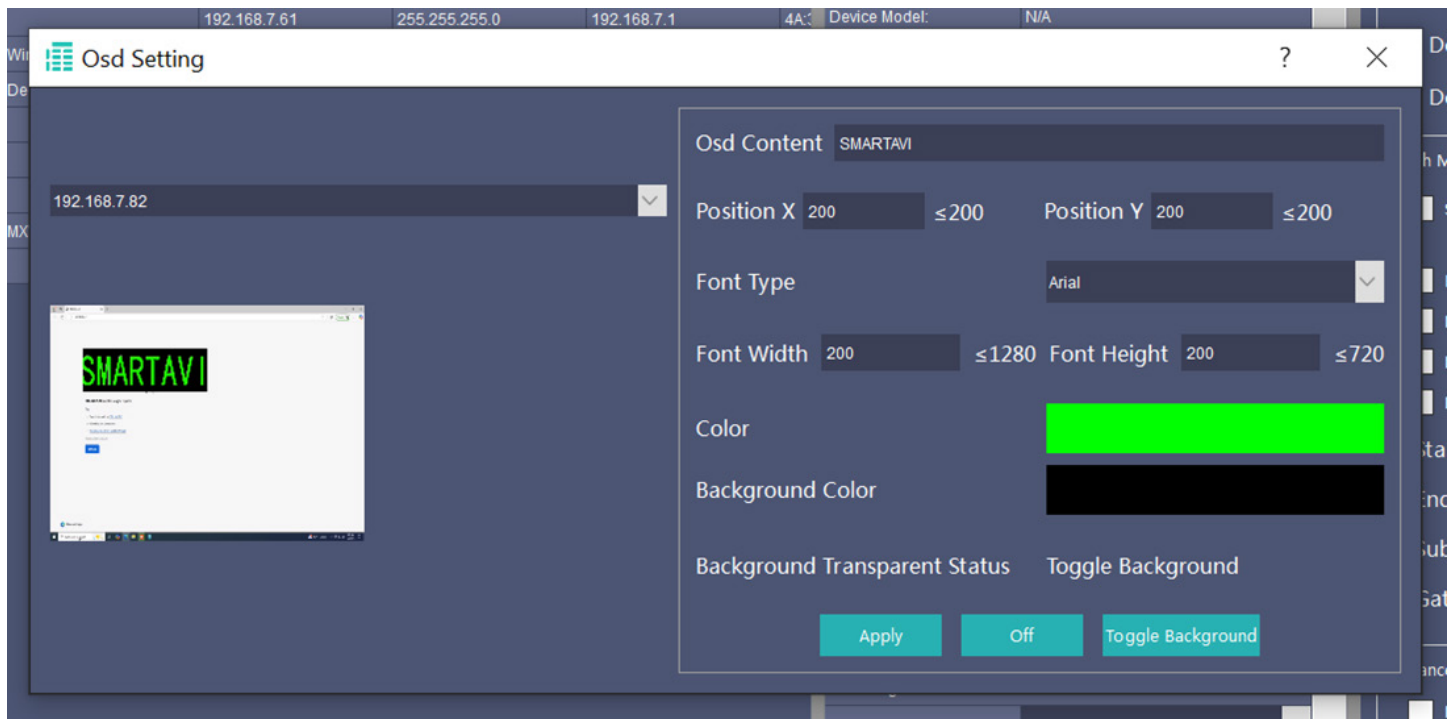 192.168.7.61 255.255.255.0 192.168.7.1 Device Model: N/A
Osd Setting ?
192.168.7.82
SMARTAVI
Osd Content SMARTAVI
Position X 200 ≤200 Position Y 200 ≤200
Font Type Arial
Font Width 200 ≤1280 Font Height 200 ≤720
Color
Background Color
Background Transparent Status Toggle Background
Apply Off Toggle Background